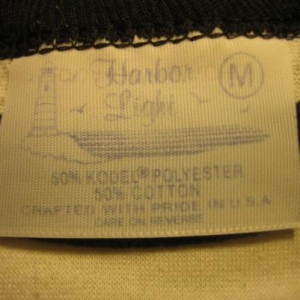 Harbor
Light
M
50% KODEL® POLYESTER
50% COTTON
CRAFTED WITH PRIDE IN U.S.A
CARE ON REVERSE